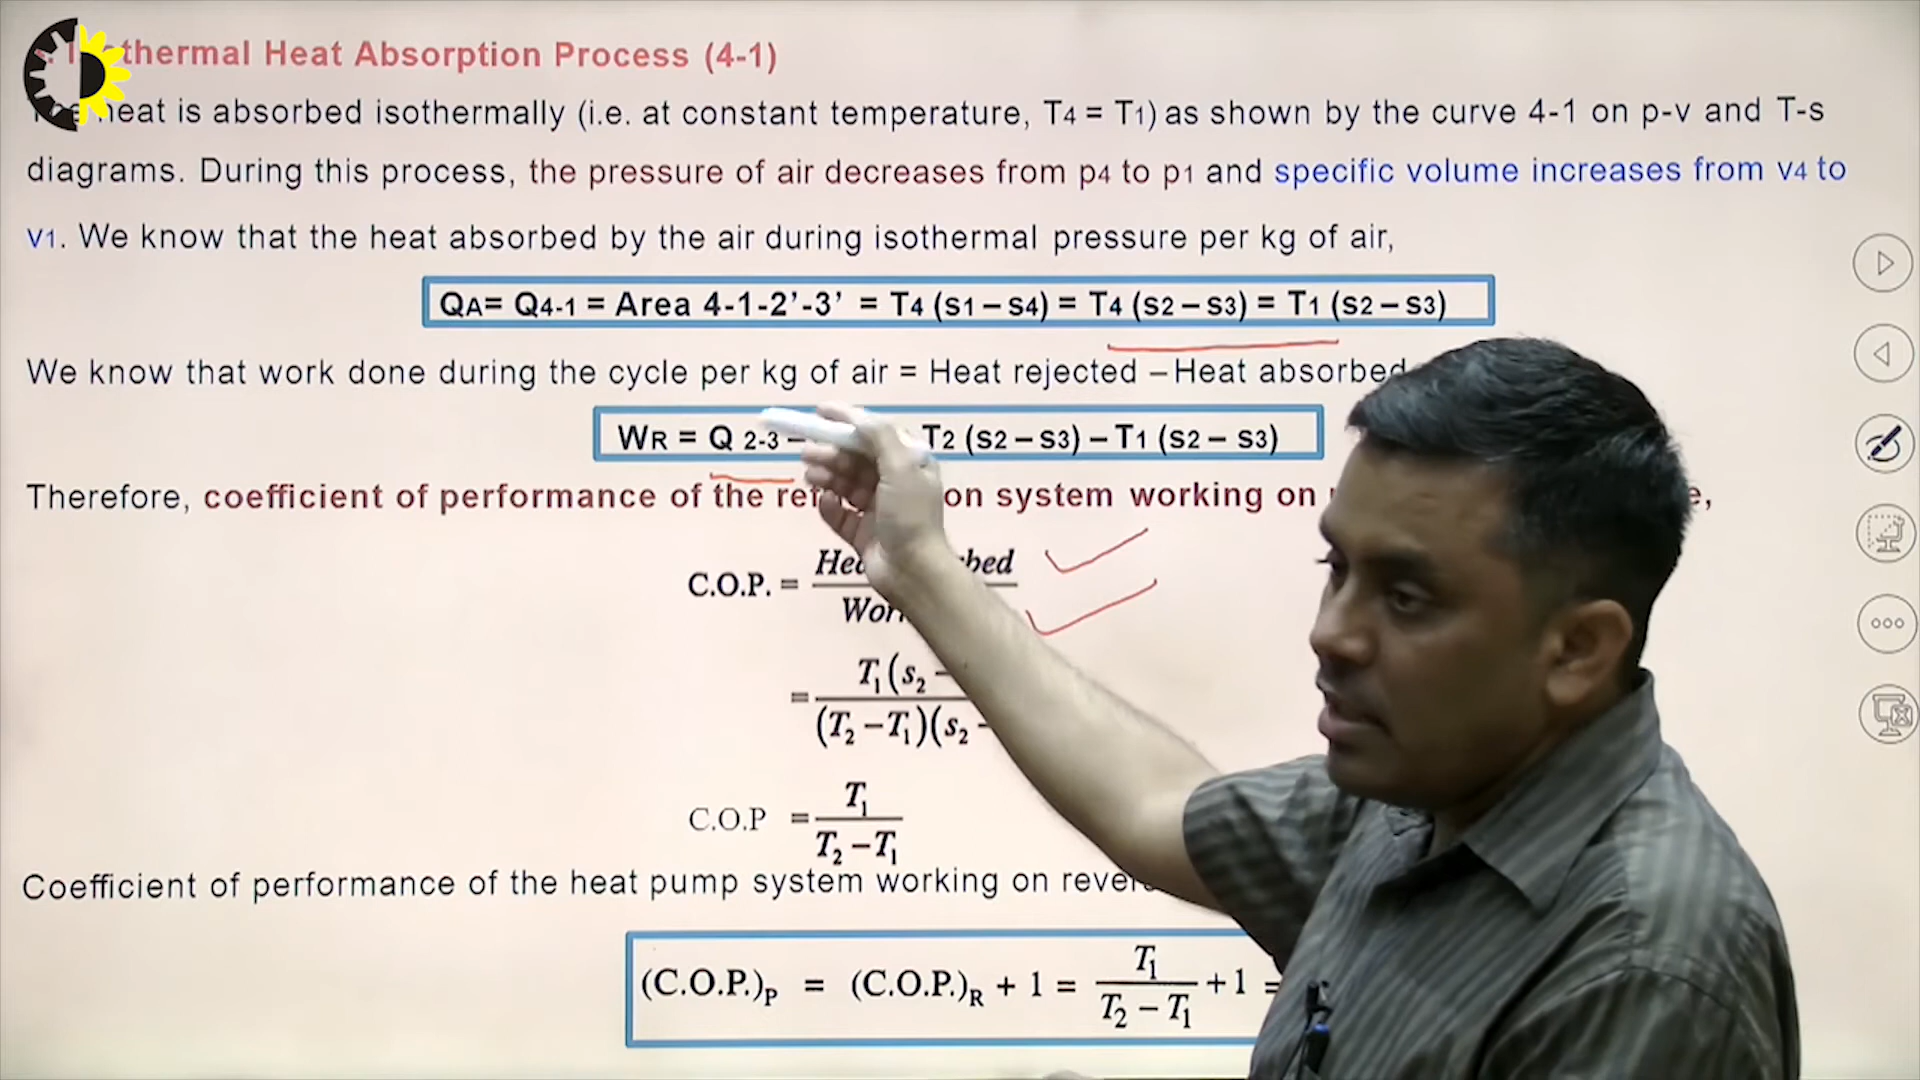 thermal Heat Absorption Process (4-1)
heat is absorbed isothermally (i.e. at constant temperature, T4 = T1) as shown by the curve 4-1 on p-v and T-s
diagrams. During this process, the pressure of air decreases from p4 to p1 and specific volume increases from v4 to
v1. We know that the heat absorbed by the air during isothermal pressure per kg of air,
QA= Q4-1 = Area 4-1-2’-3’ = T4 (s1 – s4) = T4 (s2 – s3) = T1 (s2 – s3)
We know that work done during the cycle per kg of air = Heat rejected – Heat absorbed
WR = Q 2-3 – T2 (s2 – s3) – T1 (s2 – s3)
Therefore, coefficient of performance of the on system working on
C.O.P. =
= T1(s2 -
(T2 – T1)(s2 -
C.O.P = T1
T2 – T1
Coefficient of performance of the heat pump system working on
(C.O.P.)P = (C.O.P.)R + 1 = T1 + 1 =
T2 – T1